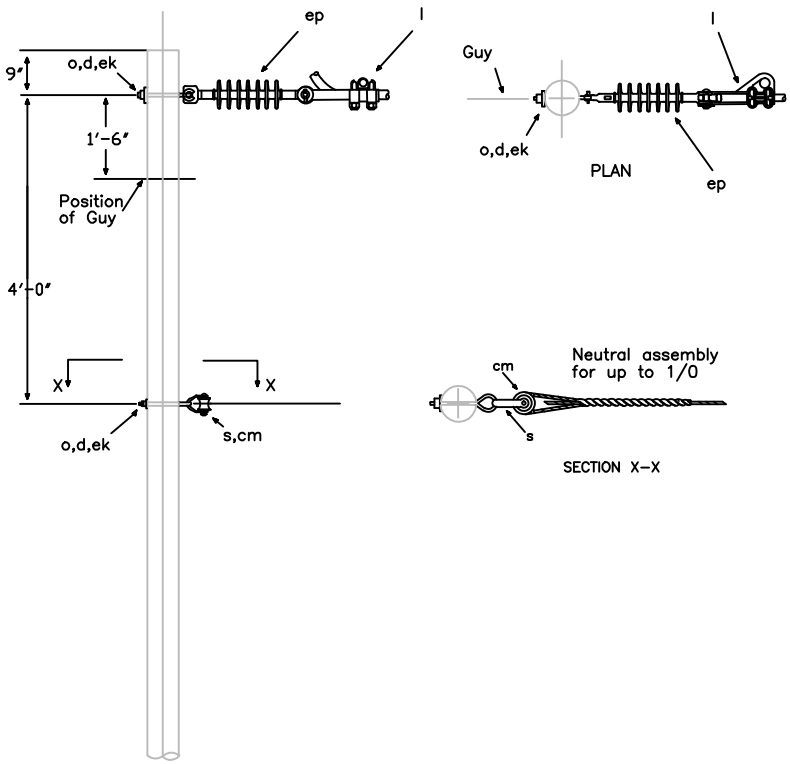 ep
l
9"
o,d,ek
1'-6"
Position
of Guy
4'-0"
X
X
o,d,ek
s,cm
l
Guy
o,d,ek
PLAN
ep
Neutral assembly
for up to 1/0
cm
s
SECTION X-X